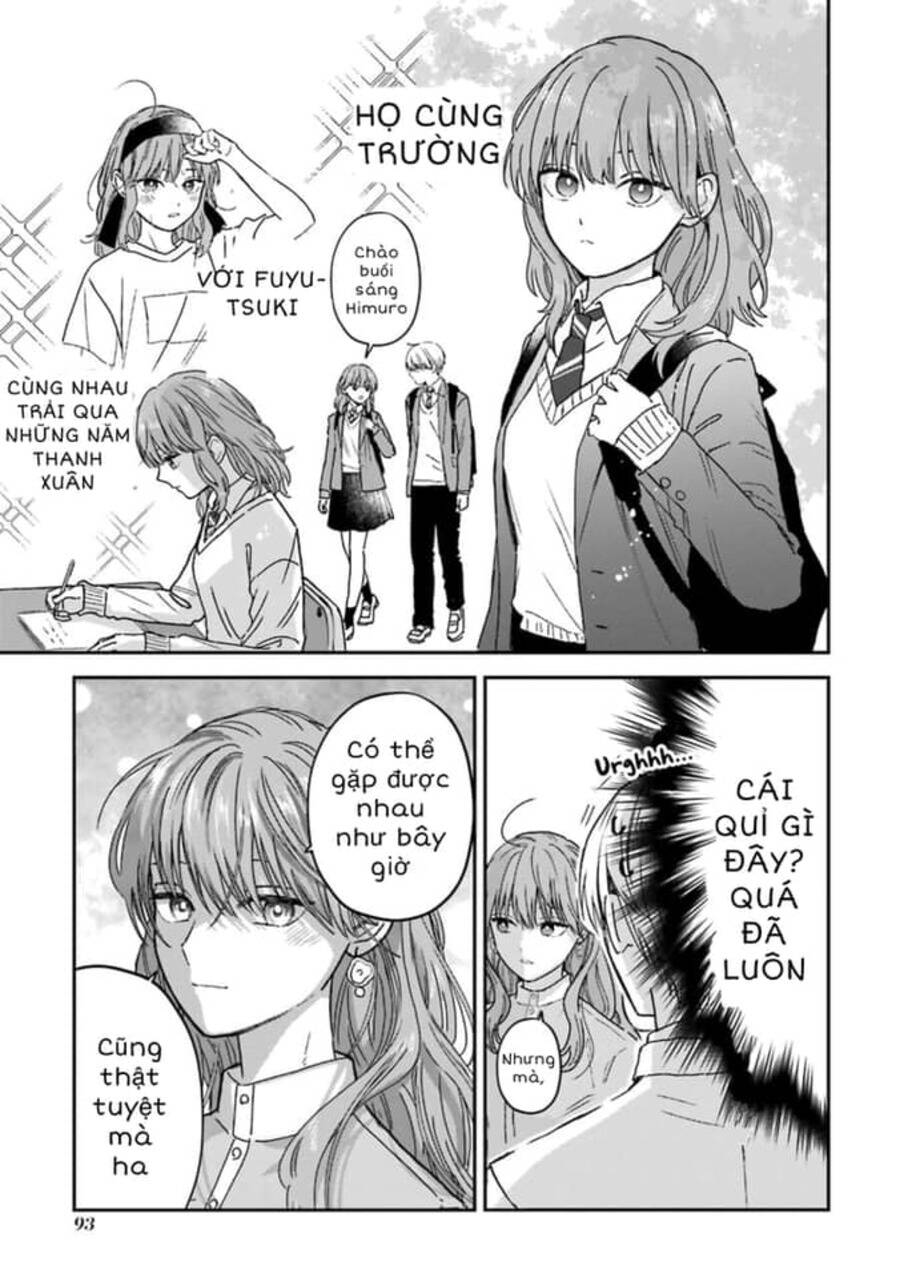 HỌ CÙNG
TRƯỜNG
Chào
buổi
sáng
Himuro
VỚI FUYU-
TSUKI
CÙNG NHAU
TRẢI QUA
NHỮNG NĂM
THANH
XUÂN
Urghhh...
CÁI
QUỈ GÌ
ĐÂY?
QUÁ
ĐÃ
LUÔN
Nhưng
mà,
Có thể
gặp được
nhau
như bây
giờ
Cũng
thật
tuyệt
mà
ha
93